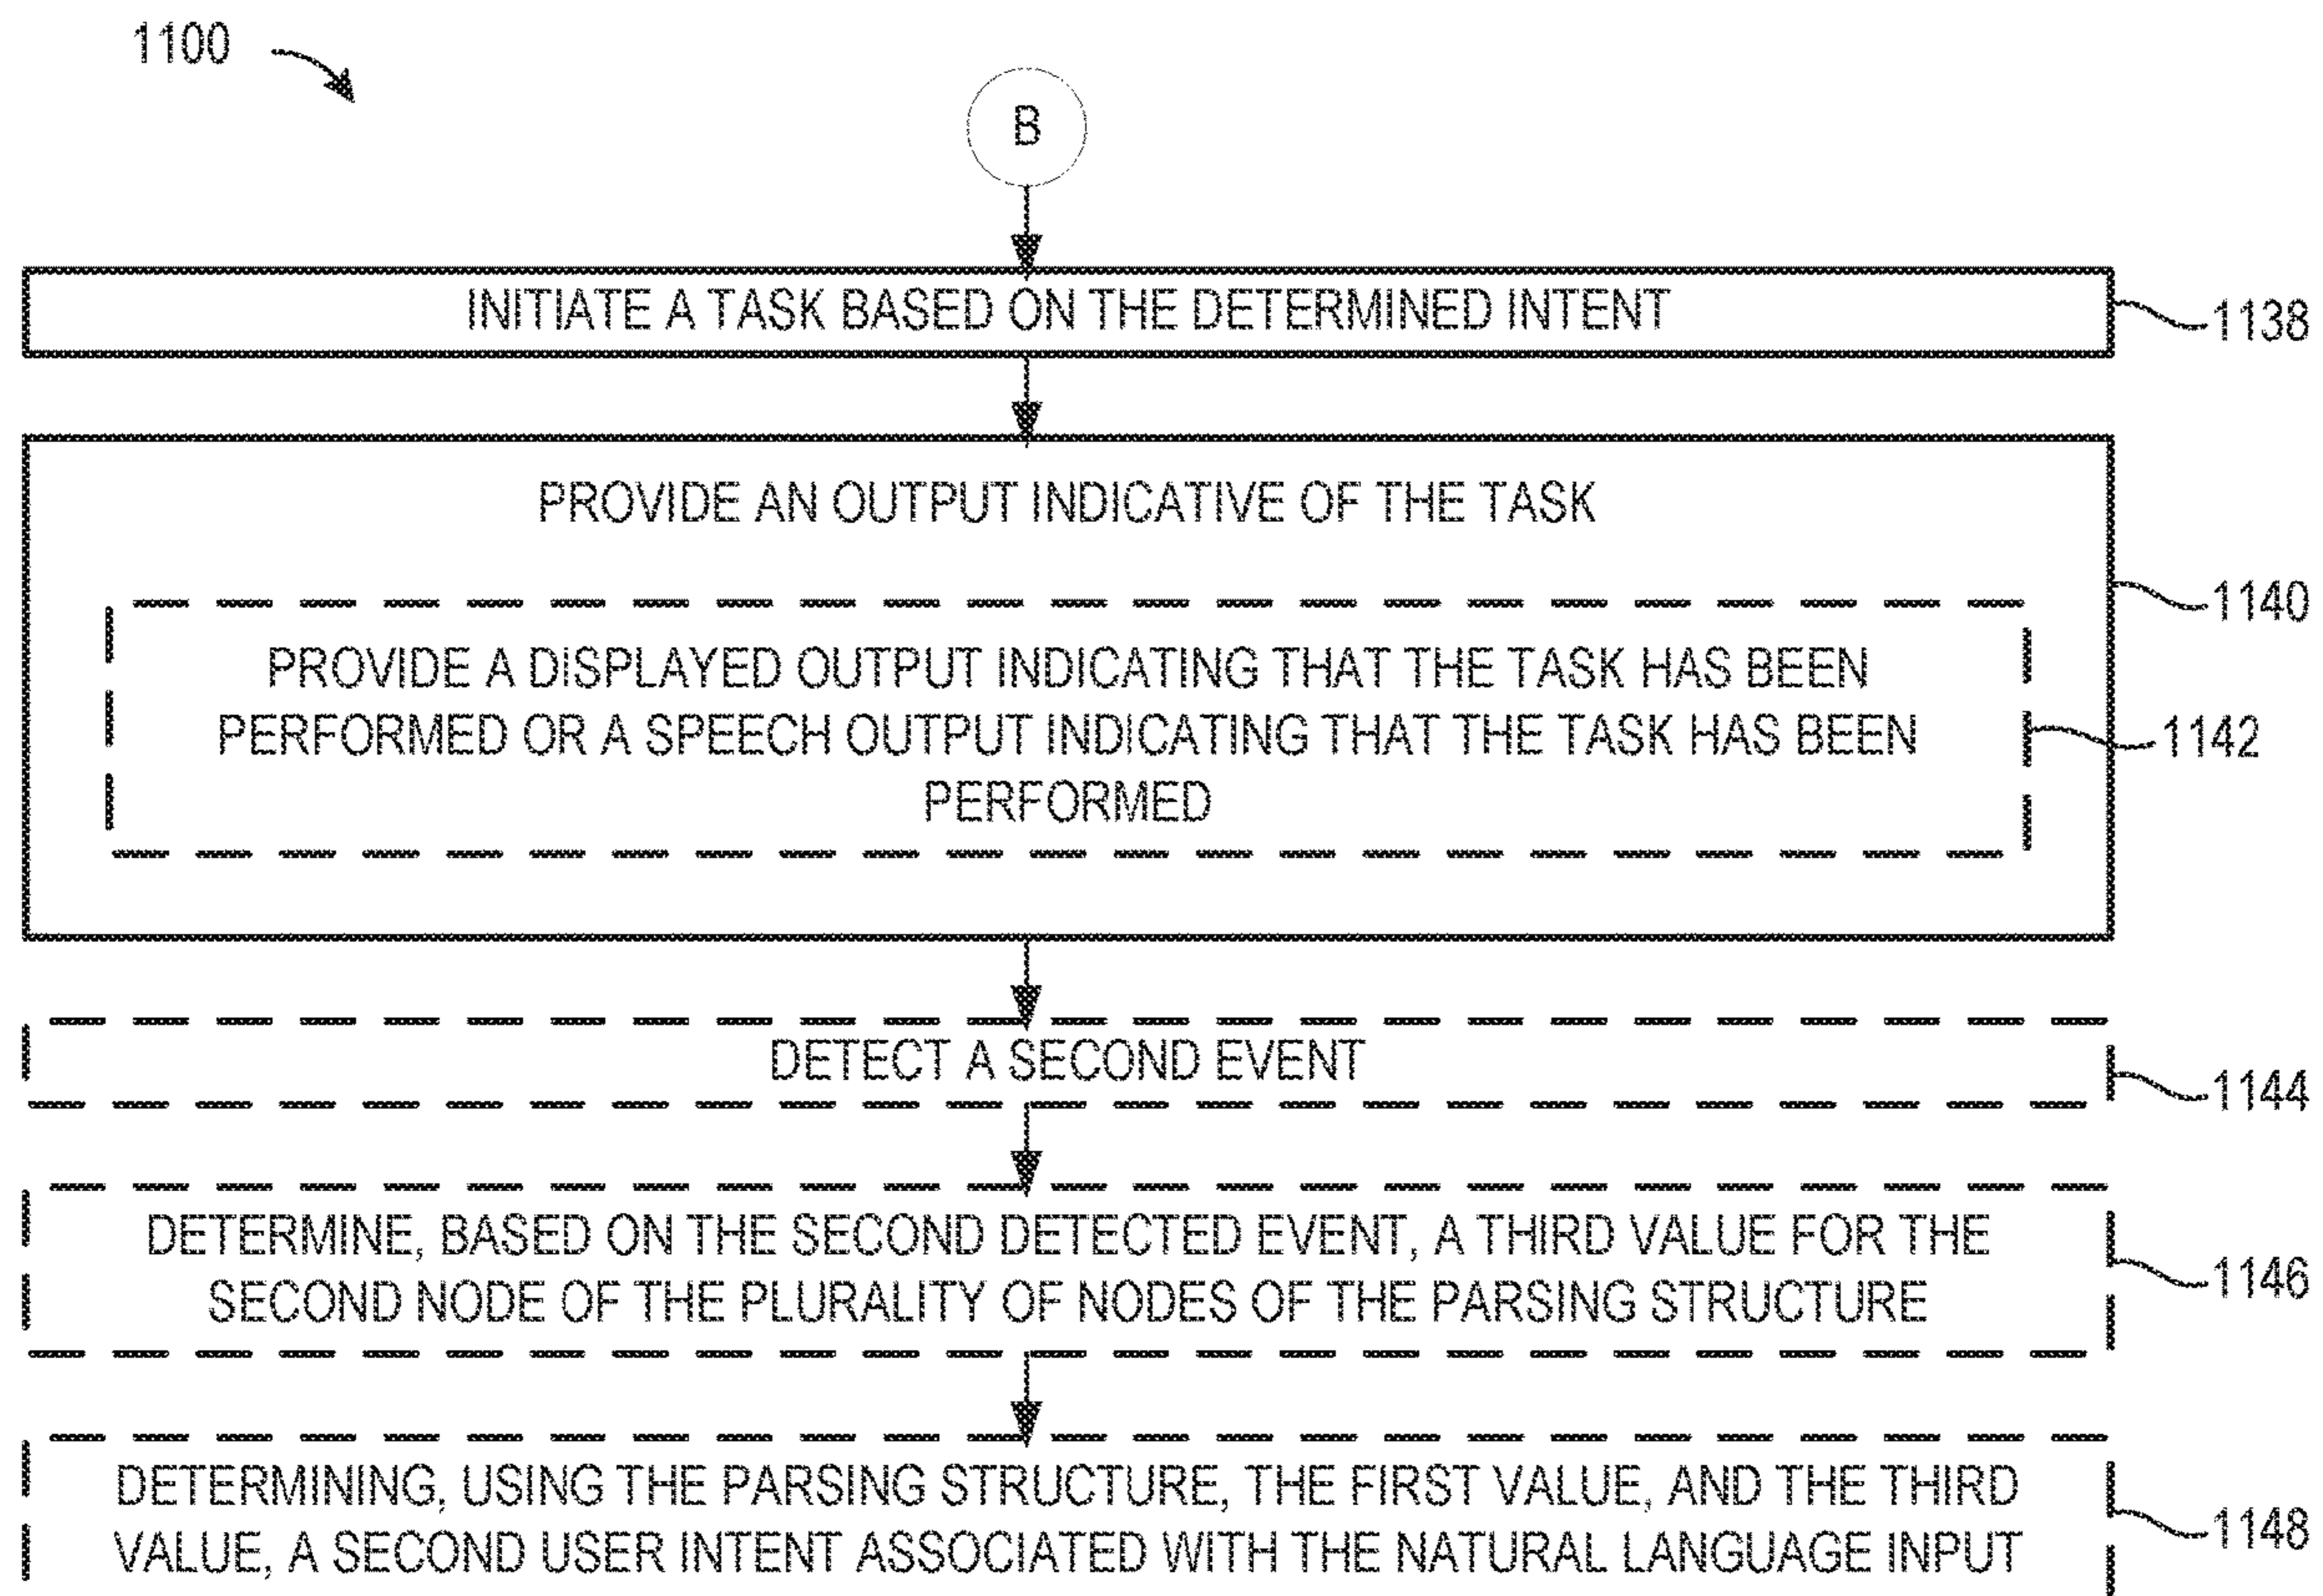 1100
B
INITIATE A TASK BASED ON THE DETERMINED INTENT
1138
PROVIDE AN OUTPUT INDICATIVE OF THE TASK
1140
PROVIDE A DISPLAYED OUTPUT INDICATING THAT THE TASK HAS BEEN
PERFORMED OR A SPEECH OUTPUT INDICATING THAT THE TASK HAS BEEN
PERFORMED
1142
DETECT A SECOND EVENT
1144
DETERMINE, BASED ON THE SECOND DETECTED EVENT, A THIRD VALUE FOR THE
SECOND NODE OF THE PLURALITY OF NODES OF THE PARSING STRUCTURE
1146
DETERMINING, USING THE PARSING STRUCTURE, THE FIRST VALUE, AND THE THIRD
VALUE, A SECOND USER INTENT ASSOCIATED WITH THE NATURAL LANGUAGE INPUT
1148